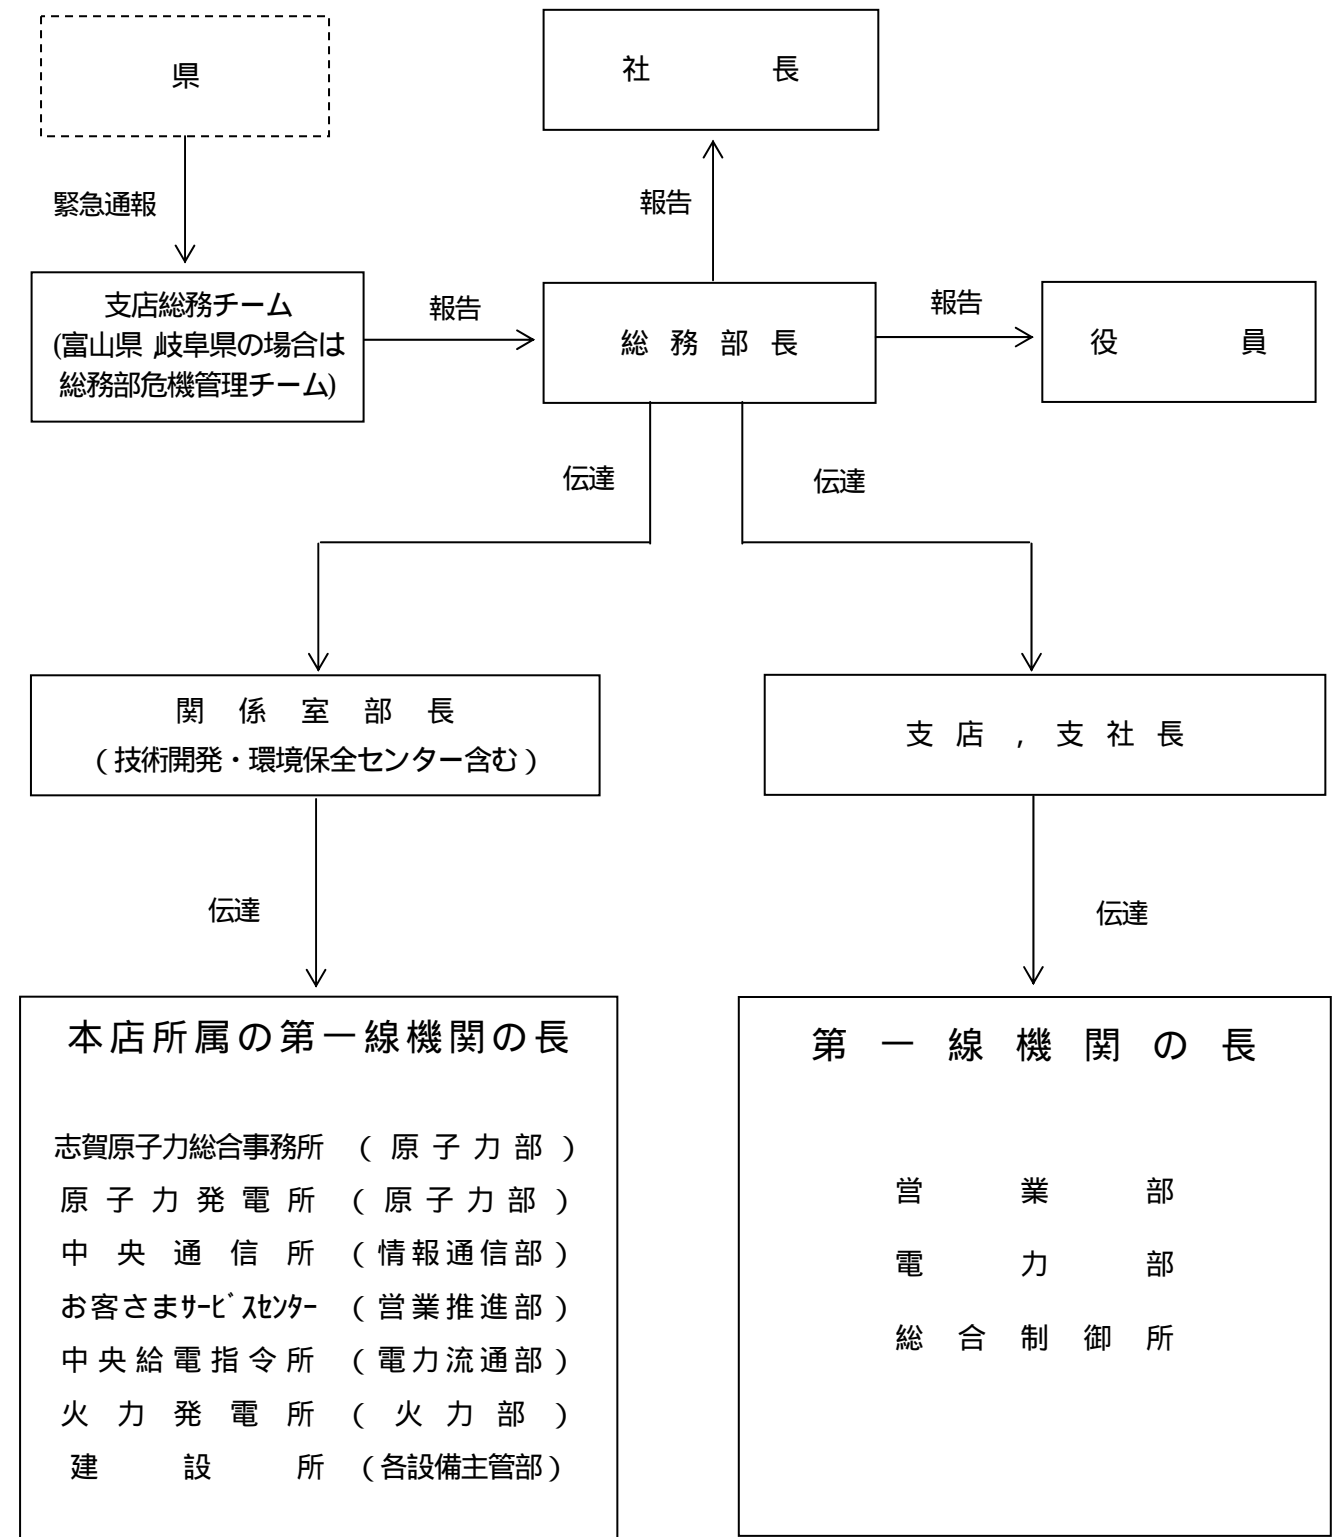 県
社長
緊急通報
報告
支店総務チーム
(富山県,岐阜県の場合は
総務部危機管理チーム)
報告
総務部長
報告
役員
伝達
伝達
関係室部長
(技術開発・環境保全センター含む)
支店,支社長
伝達
伝達
本店所属の第一線機関の長
志賀原子力総合事務所 (原子力部)
原子力発電所 (原子力部)
中央通信所 (情報通信部)
お客さまサービスセンター (営業推進部)
中央給電指令所 (電力流通部)
火力発電所 (火力部)
建設所 (各設備主管部)
第一線機関の長
営業部
電力部
総合制御所